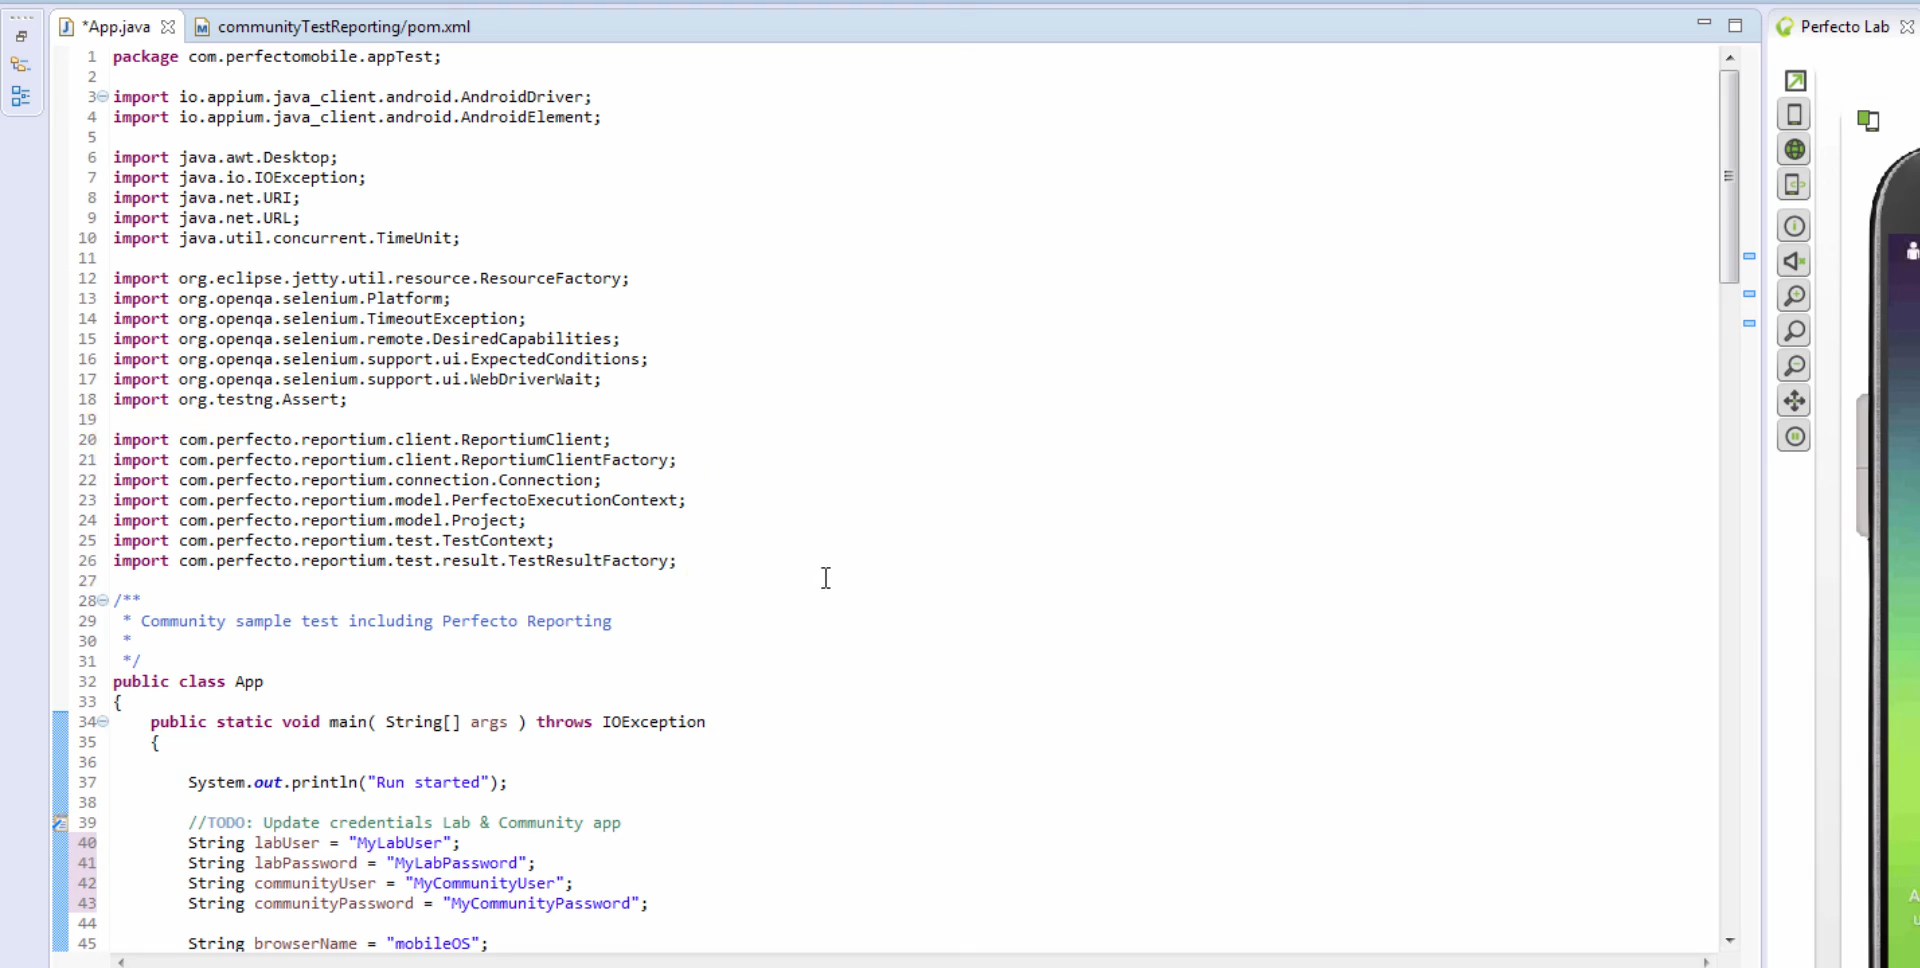 *App.java
communityTestReporting/pom.xml
Perfecto Lab
1 package com.perfectomobile.appTest;
2
3 import io.appium.java_client.android.AndroidDriver;
4 import io.appium.java_client.android.AndroidElement;
5
6 import java.awt.Desktop;
7 import java.io.IOException;
8 import java.net.URI;
9 import java.net.URL;
10 import java.util.concurrent.TimeUnit;
11
12 import org.eclipse.jetty.util.resource.ResourceFactory;
13 import org.openqa.selenium.Platform;
14 import org.openqa.selenium.TimeoutException;
15 import org.openqa.selenium.remote.DesiredCapabilities;
16 import org.openqa.selenium.support.ui.ExpectedConditions;
17 import org.openqa.selenium.support.ui.WebDriverWait;
18 import org.testng.Assert;
19
20 import com.perfecto.reportium.client.ReportiumClient;
21 import com.perfecto.reportium.client.ReportiumClientFactory;
22 import com.perfecto.reportium.connection.Connection;
23 import com.perfecto.reportium.model.PerfectoExecutionContext;
24 import com.perfecto.reportium.model.Project;
25 import com.perfecto.reportium.test.TestContext;
26 import com.perfecto.reportium.test.result.TestResultFactory;
27
28 /**
29 * Community sample test including Perfecto Reporting
30 *
31 */
32 public class App
33 {
34 public static void main( String[] args ) throws IOException
35 {
36
37 System.out.println("Run started");
38
39 //TODO: Update credentials Lab & Community app
40 String labUser = "MyLabUser";
41 String labPassword = "MyLabPassword";
42 String communityUser = "MyCommunityUser";
43 String communityPassword = "MyCommunityPassword";
44
45 String browserName = "mobileOS";